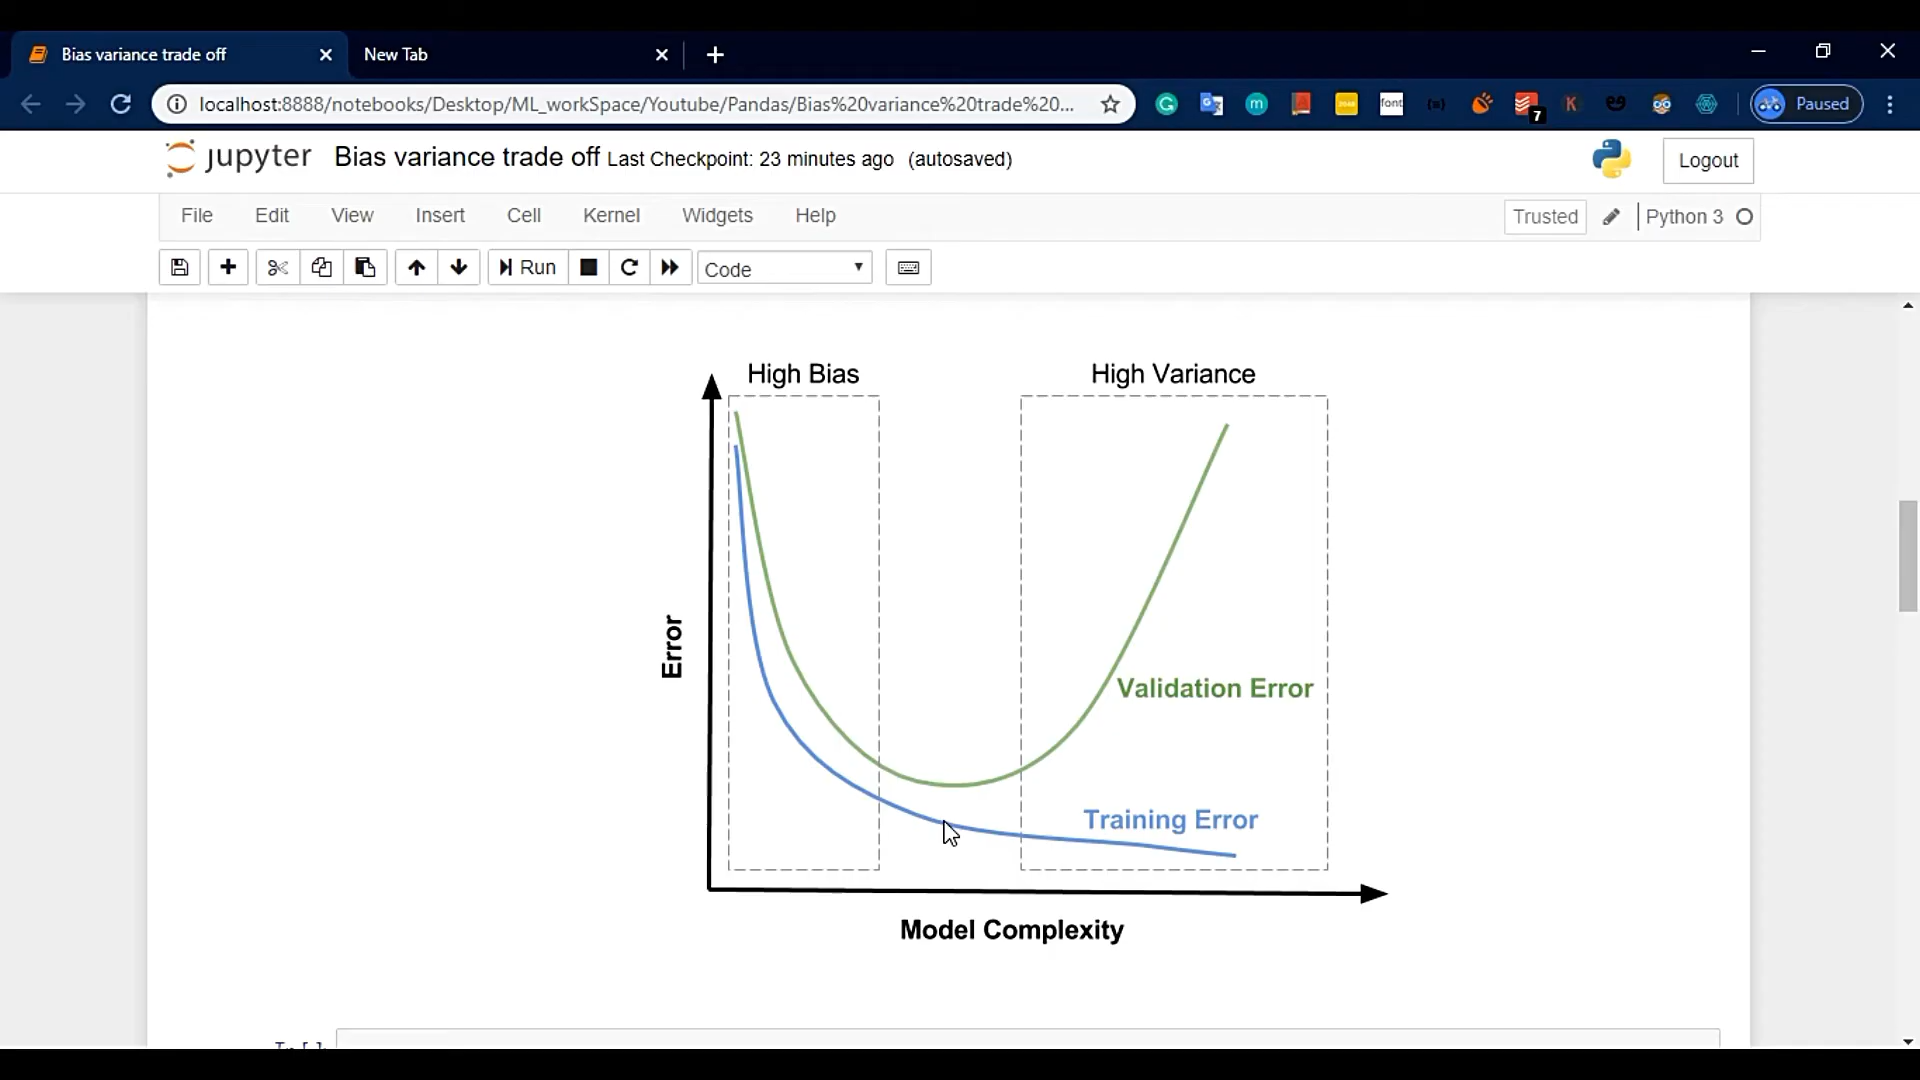 Bias variance trade off
New Tab
localhost:8888/notebooks/Desktop/ML_workSpace/Youtube/Pandas/Bias%20variance%20trade%20...
font
7
K
Paused
jupyter Bias variance trade off Last Checkpoint: 23 minutes ago (autosaved)
Logout
File Edit View Insert Cell Kernel Widgets Help
Trusted Python 3
Run Code
High Bias High Variance
Error
Validation Error
Training Error
Model Complexity